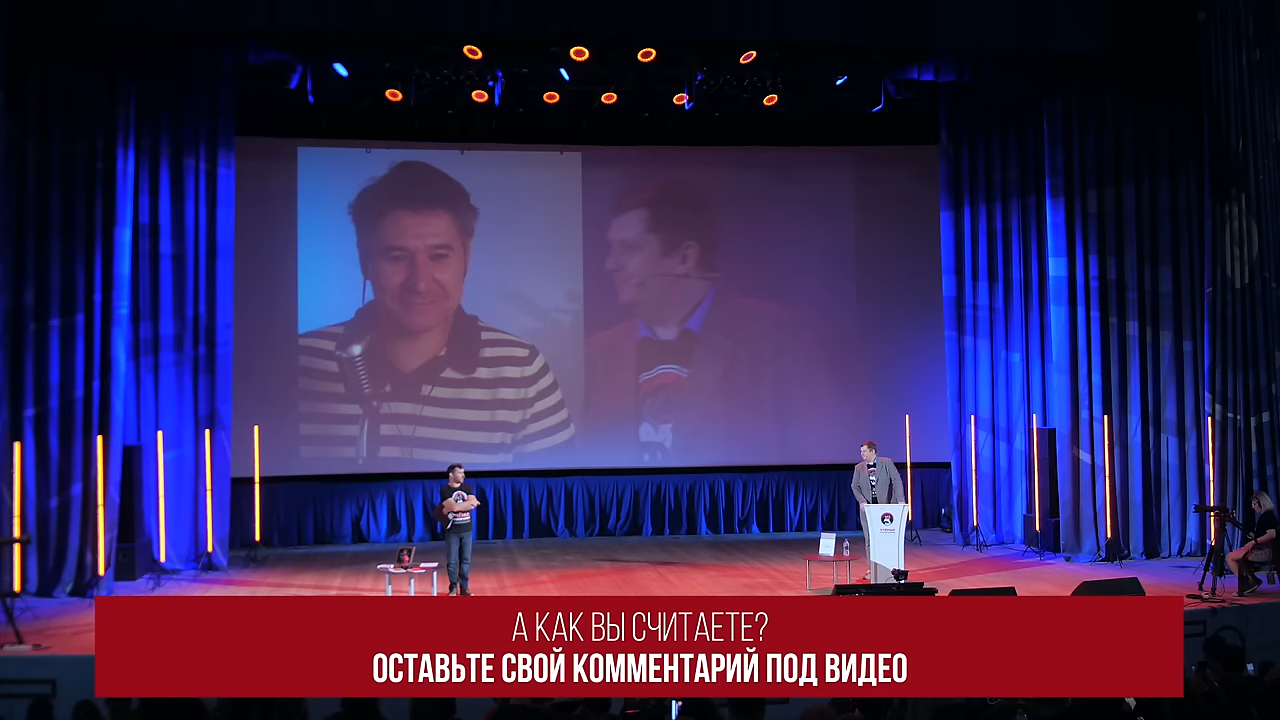 А КАК ВЫ СЧИТАЕТЕ?
ОСТАВЬТЕ СВОЙ КОММЕНТАРИЙ ПОД ВИДЕО